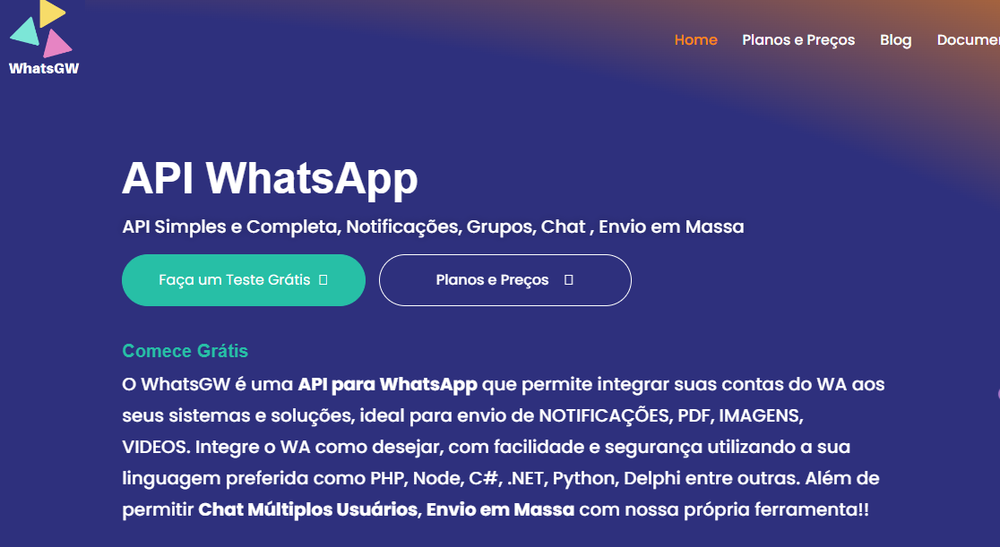 WhatsGW
Home Planos e Preços Blog Documen
API WhatsApp
API Simples e Completa, Notificações, Grupos, Chat , Envio em Massa
Faça um Teste Grátis Planos e Preços
Comece Grátis
O WhatsGW é uma API para WhatsApp que permite integrar suas contas do WA aos
seus sistemas e soluções, ideal para envio de NOTIFICAÇÕES, PDF, IMAGENS,
VIDEOS. Integre o WA como desejar, com facilidade e segurança utilizando a sua
linguagem preferida como PHP, Node, C#, .NET, Python, Delphi entre outras. Além de
permitir Chat Múltiplos Usuários, Envio em Massa com nossa própria ferramenta!!